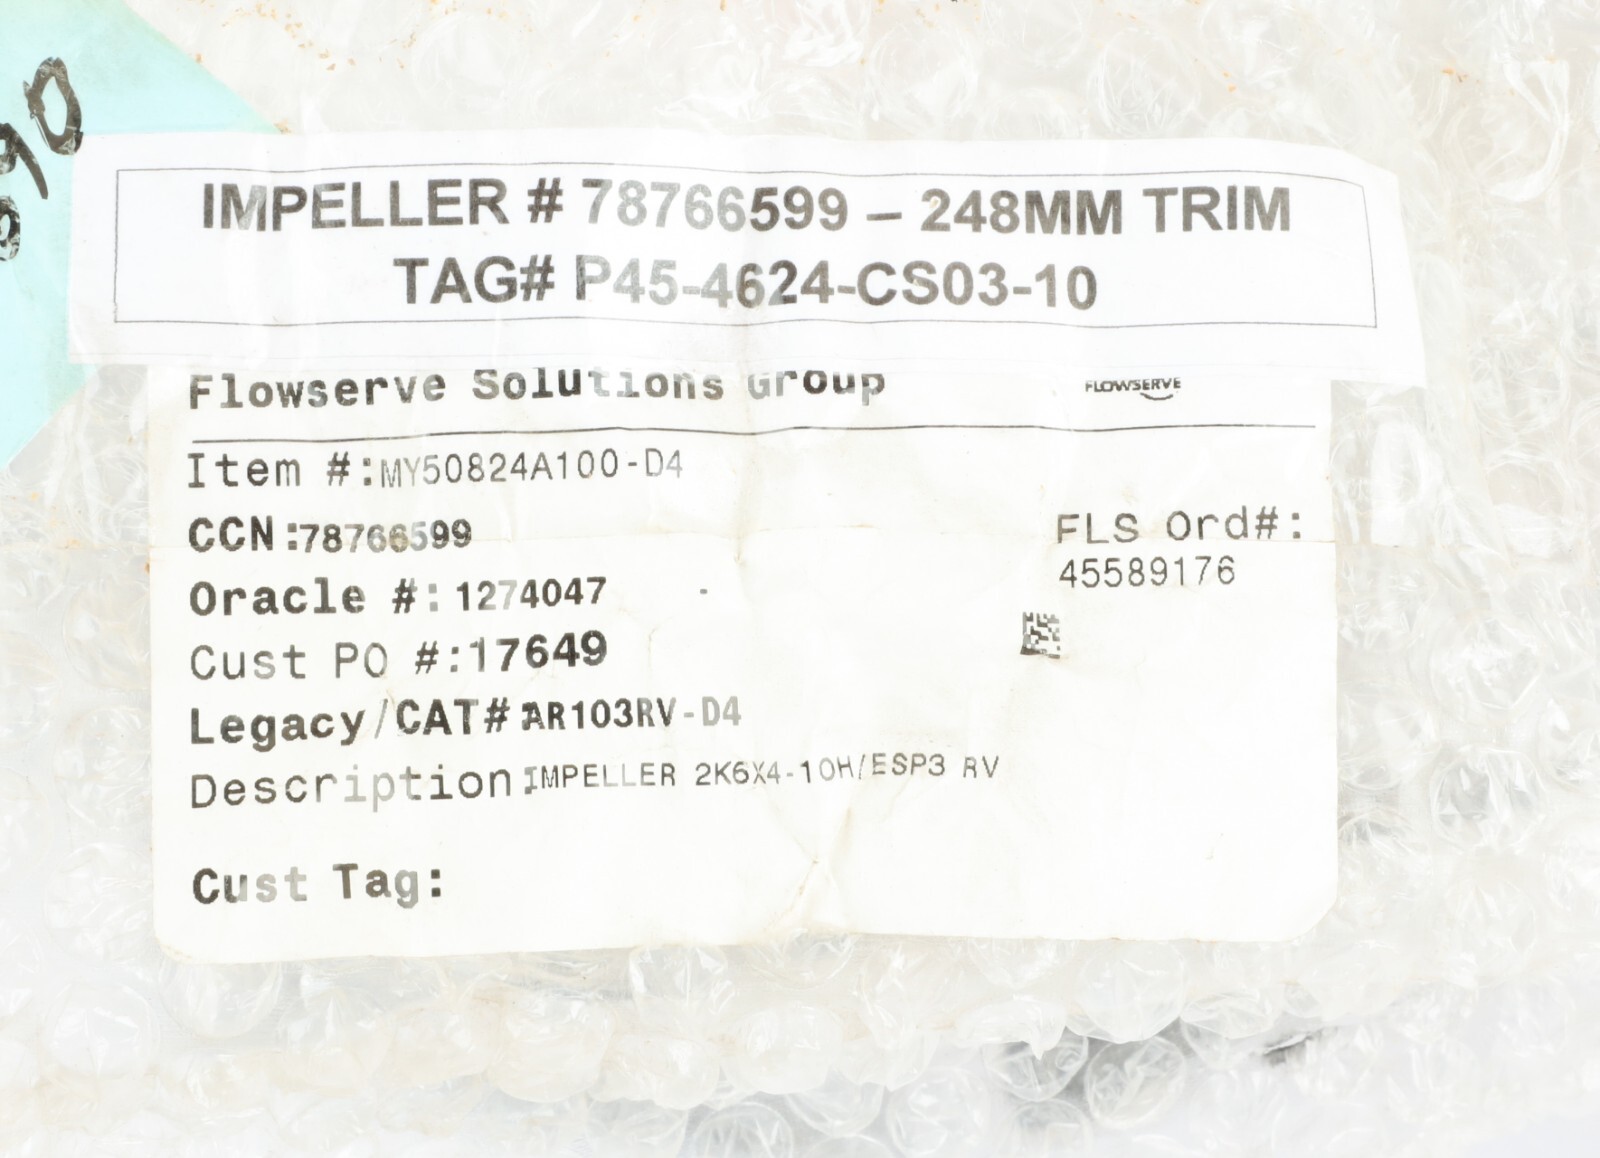 90
IMPELLER # 78766599 – 248MM TRIM
TAG# P45-4624-CS03-10
Flowserve Solutions Group
FLOWSERVE
Item #:MY50824A100-D4
CCN:78766599
FLS Ord#:
45589176
Oracle #: 1274047
Cust PO #:17649
Legacy/CAT# AR103RV-D4
Description:IMPELLER 2K6X4-10H/ESP3 RV
Cust Tag: